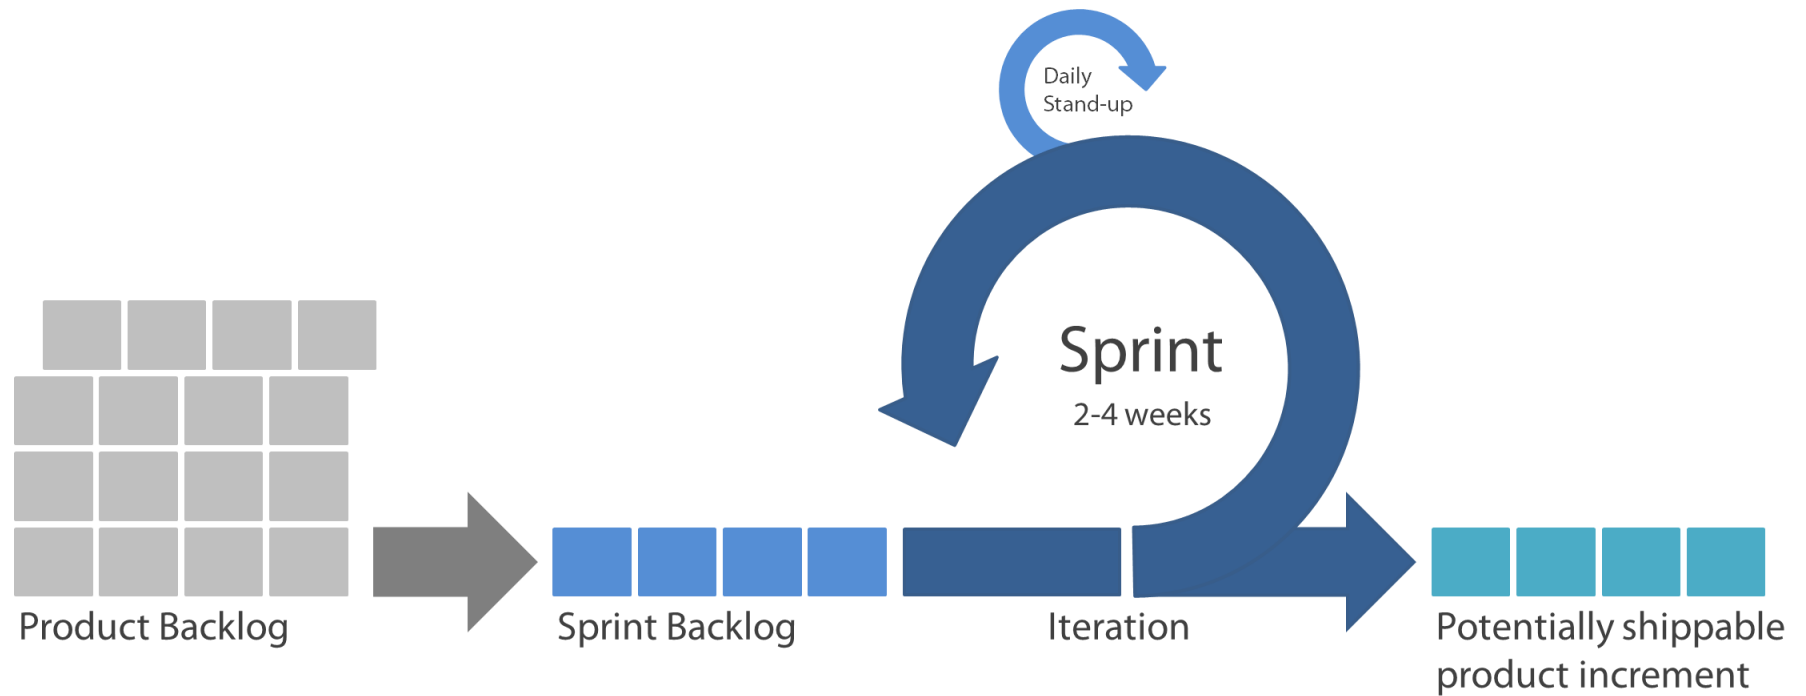 Daily
Stand-up
Sprint
2-4 weeks
Product Backlog
Sprint Backlog
Iteration
Potentially shippable
product increment